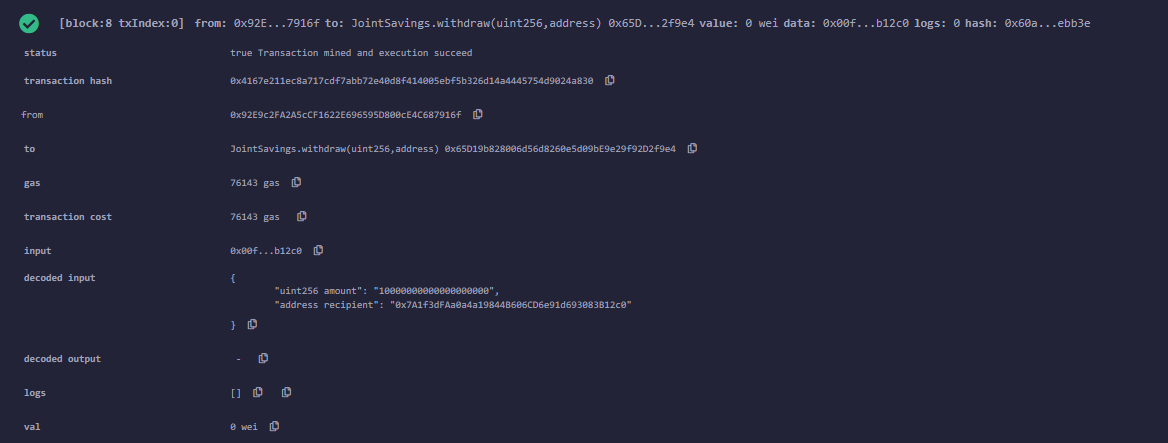 [block:8 txIndex:0] from: 0x92E...7916f to: JointSavings.withdraw(uint256,address) 0x65D...2f9e4 value: 0 wei data: 0x00f...b12c0 logs: 0 hash: 0x60a...ebb3e
status true Transaction mined and execution succeed
transaction hash 0x4167e211ec8a717cdf7abb72e40d8f414005ebf5b326d14a4445754d9024a830
from 0x92E9c2FA2A5cCF1622E696595D800cE4C687916f
to JointSavings.withdraw(uint256,address) 0x65D19b828006d56d8260e5d09bE9e29f92D2f9e4
gas 76143 gas
transaction cost 76143 gas
input 0x00f...b12c0
decoded input {
"uint256 amount": "10000000000000000000",
"address recipient": "0x7A1f3dFAa0a4a19844B606CD6e91d693083B12c0"
}
decoded output -
logs []
val 0 wei